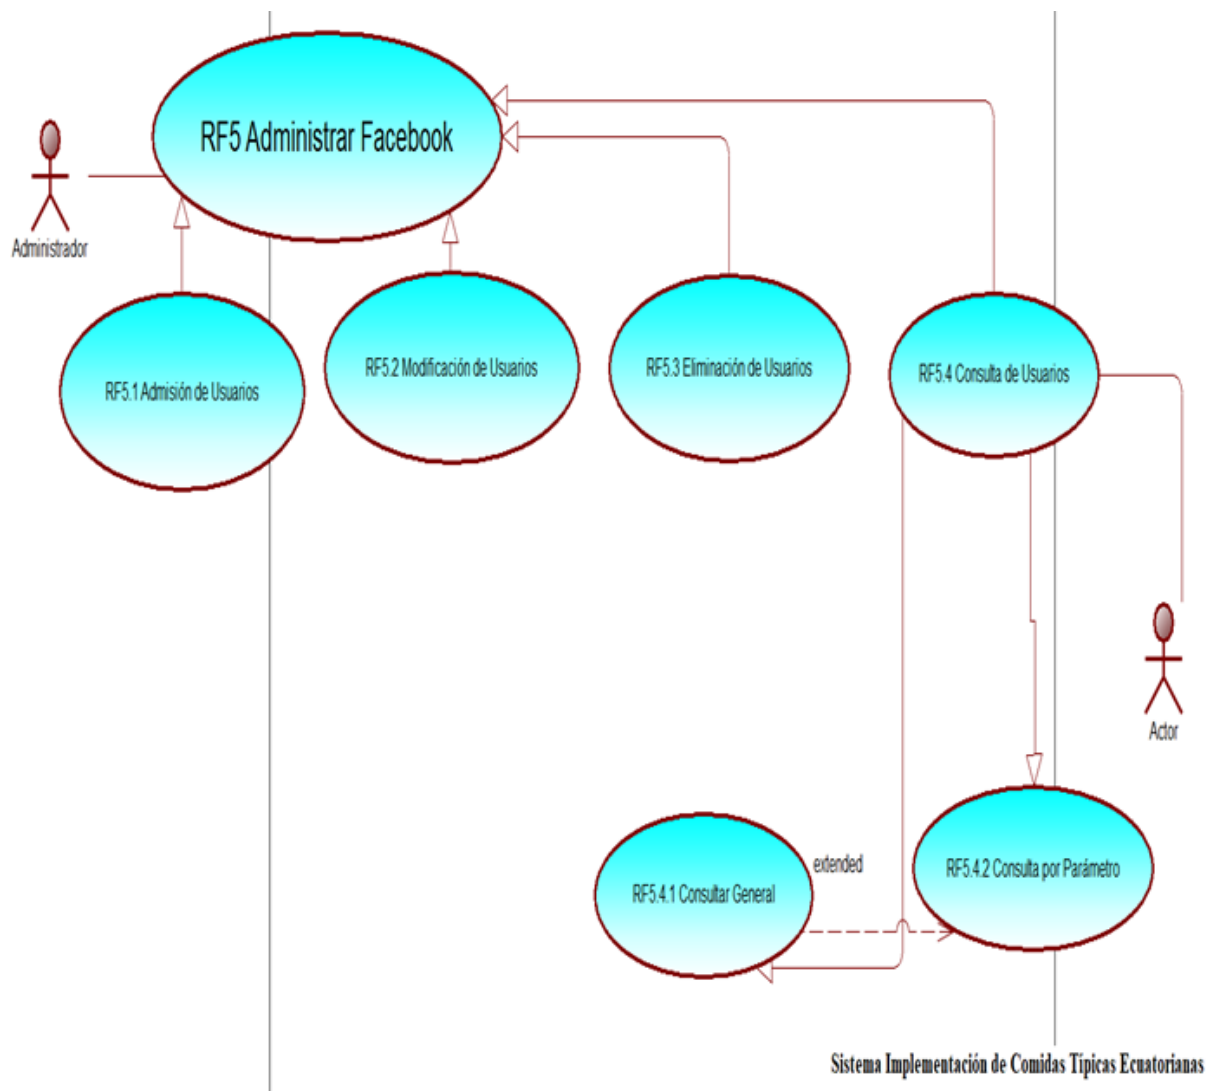 RF5 Administrar Facebook
Administrador
RF5.1 Admisión de Usuarios
RF5.2 Modificación de Usuarios
RF5.3 Eliminación de Usuarios
RF5.4 Consulta de Usuarios
Actor
extended
RF5.4.1 Consultar General
RF5.4.2 Consulta por Parámetro
Sistema Implementación de Comidas Típicas Ecuatorianas